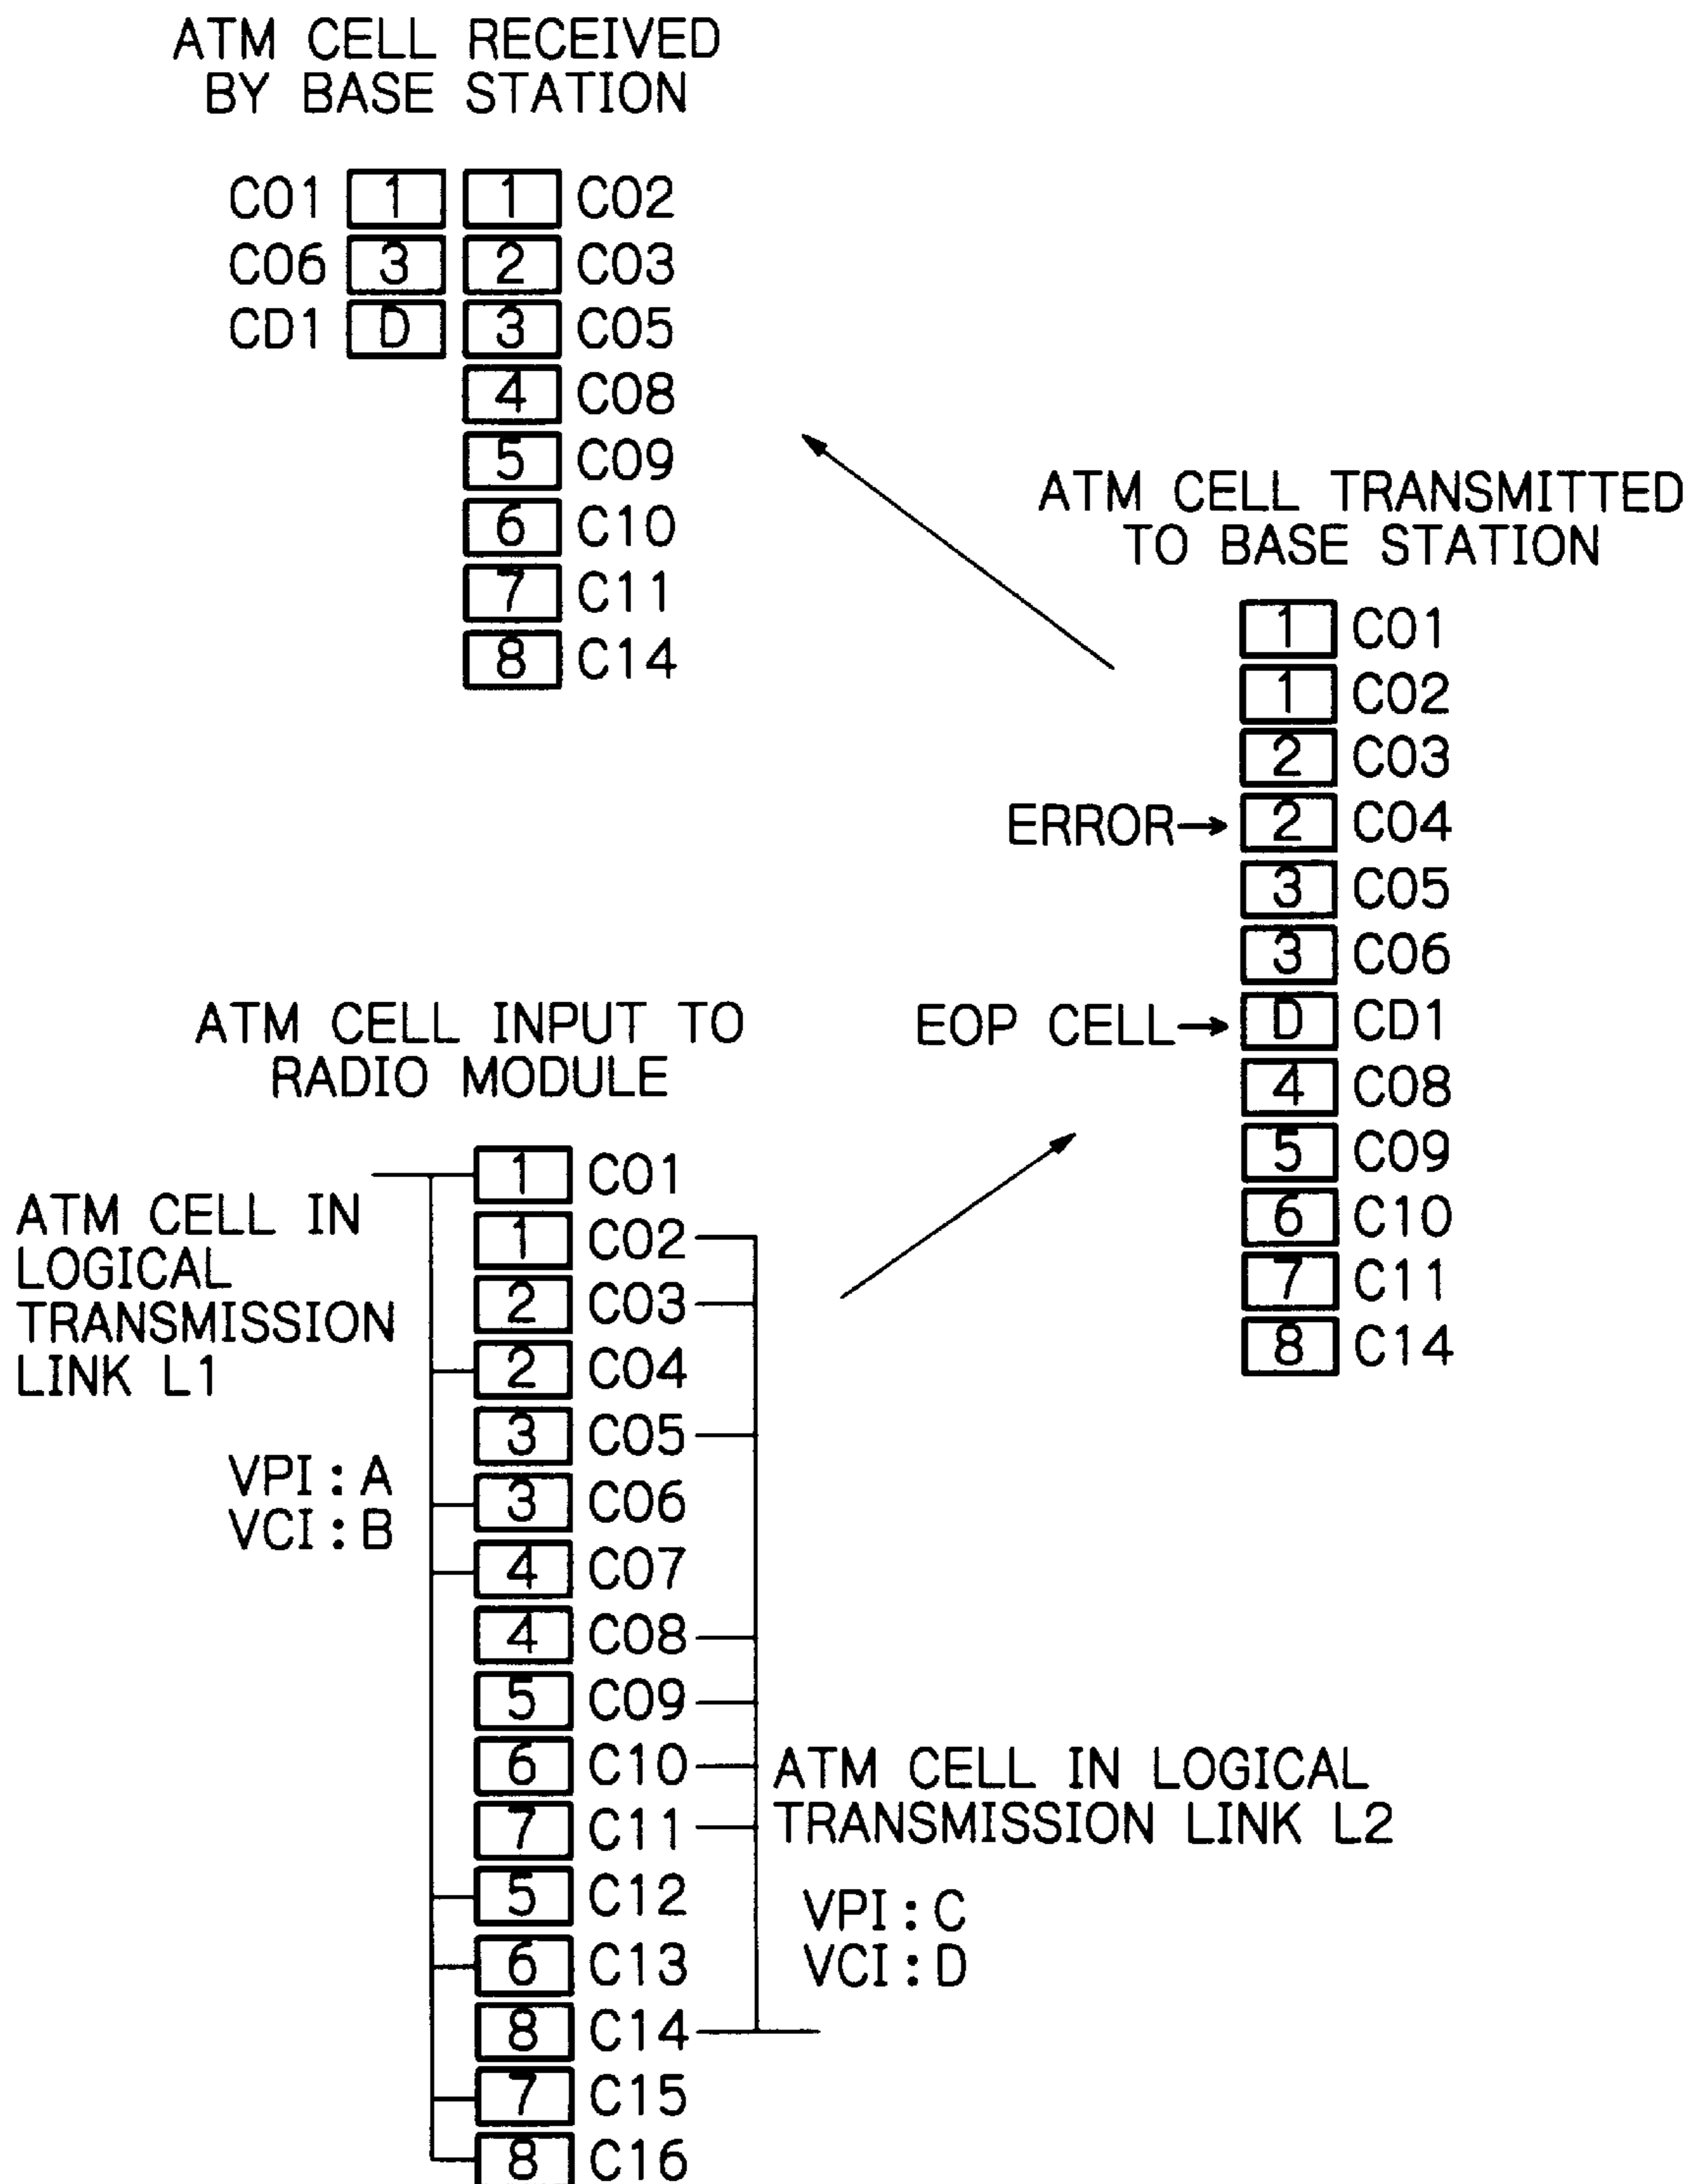 ATM CELL RECEIVED
BY BASE STATION
C01 1 1 C02
C06 3 2 C03
CD1 D 3 C05
4 C08
5 C09
6 C10
7 C11
8 C14
ATM CELL TRANSMITTED
TO BASE STATION
1 C01
1 C02
2 C03
ERROR 2 C04
3 C05
3 C06
EOP CELL D CD1
4 C08
5 C09
6 C10
7 C11
8 C14
ATM CELL INPUT TO
RADIO MODULE
ATM CELL IN
LOGICAL
TRANSMISSION
LINK L1
VPI : A
VCI : B
1 C01
1 C02
2 C03
2 C04
3 C05
3 C06
4 C07
4 C08
5 C09
6 C10
7 C11
5 C12
6 C13
8 C14
7 C15
8 C16
ATM CELL IN LOGICAL
TRANSMISSION LINK L2
VPI : C
VCI : D